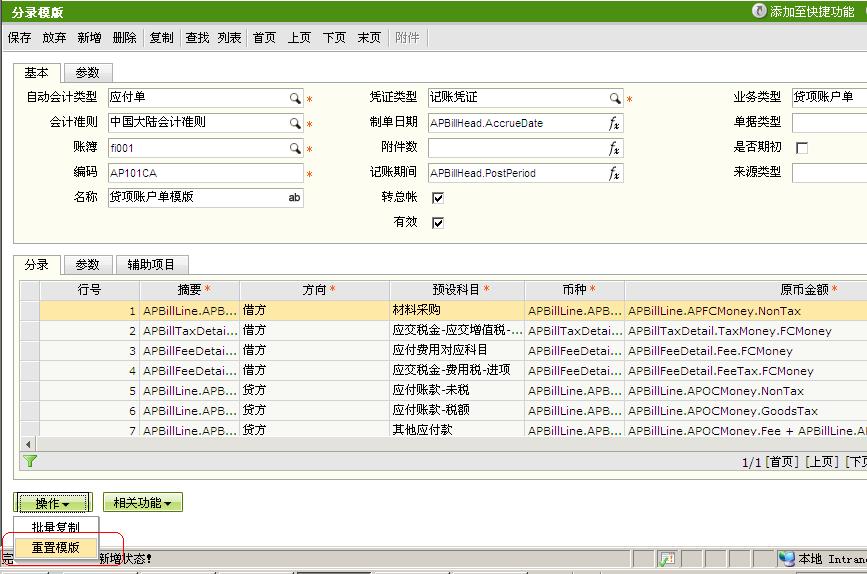 分录模版 添加至快捷功能
保存 放弃 新增 删除 复制 查找 列表 首页 上页 下页 末页 附件
基本 参数
自动会计类型 应付单 * 凭证类型 记账凭证 * 业务类型 贷项账户单
会计准则 中国大陆会计准则 * 制单日期 APBillHead.AccrueDate fx 单据类型
账簿 fi001 * 附件数 fx 是否期初
编码 AP101CA * 记账期间 APBillHead.PostPeriod fx 来源类型
名称 贷项账户单模版 ab 转总帐
有效
分录 参数 辅助项目
行号 摘要 * 方向 * 预设科目 * 币种 * 原币金额 *
1 APBillLine.APB... 借方 材料采购 APBillLine.APB... APBillLine.APFCMoney.NonTax
2 APBillTaxDetai... 借方 应交税金-应交增值税-... APBillTaxDetai... APBillTaxDetail.TaxMoney.FCMoney
3 APBillFeeDetai... 借方 应付费用对应科目 APBillFeeDetai... APBillFeeDetail.Fee.FCMoney
4 APBillFeeDetai... 借方 应交税金-费用税-进项 APBillFeeDetai... APBillFeeDetail.FeeTax.FCMoney
5 APBillLine.APB... 贷方 应付账款-未税 APBillLine.APB... APBillLine.APOCMoney.NonTax
6 APBillLine.APB... 贷方 应付账款-税额 APBillLine.APB... APBillLine.APOCMoney.GoodsTax
7 APBillLine.APB... 贷方 其他应付款 APBillLine.APB... APBillLine.APOCMoney.Fee + APBillLine.A
1/1 [首页] [上页] [下页
操作 相关功能
批量复制
重置模版
完 新增状态! 本地 Intran